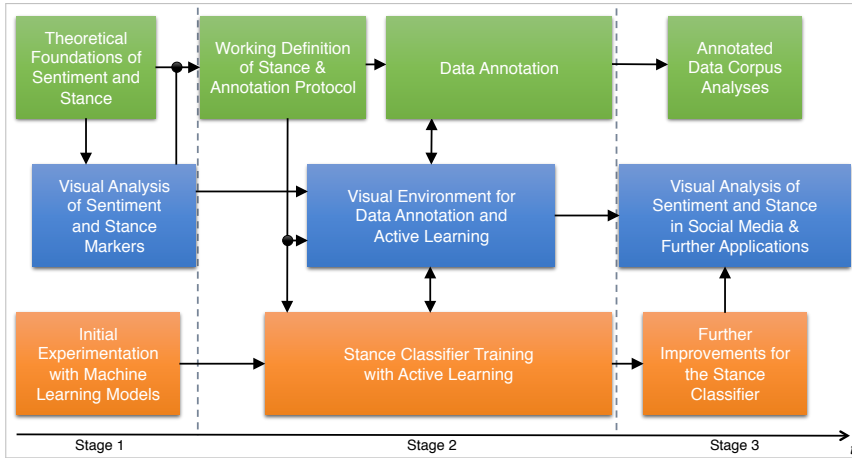 Theoretical
Foundations of
Sentiment and
Stance
Working Definition
of Stance &
Annotation Protocol
Data Annotation
Annotated
Data Corpus
Analyses
Visual Analysis
of Sentiment
and Stance
Markers
Visual Environment for
Data Annotation and
Active Learning
Visual Analysis of
Sentiment and Stance
in Social Media &
Further Applications
Initial
Experimentation
with Machine
Learning Models
Stance Classifier Training
with Active Learning
Further
Improvements for
the Stance
Classifier
Stage 1
Stage 2
Stage 3
t